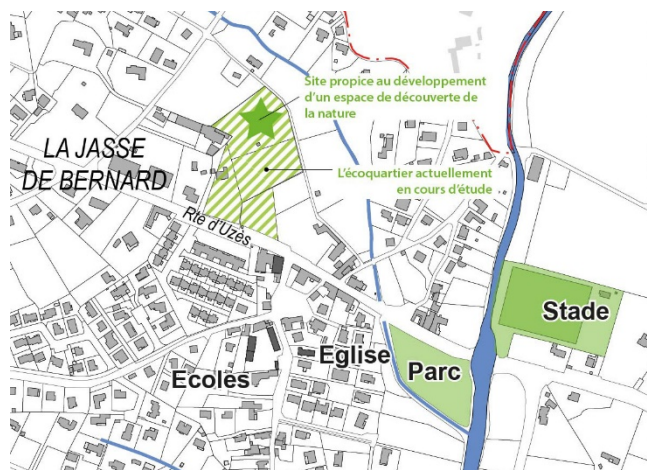 Site propice au développement
d'un espace de découverte de
la nature
LA JASSE
DE BERNARD
L'écoquartier actuellement
en cours d'étude
Rte d'Uzès
Stade
Eglise
Parc
Ecoles